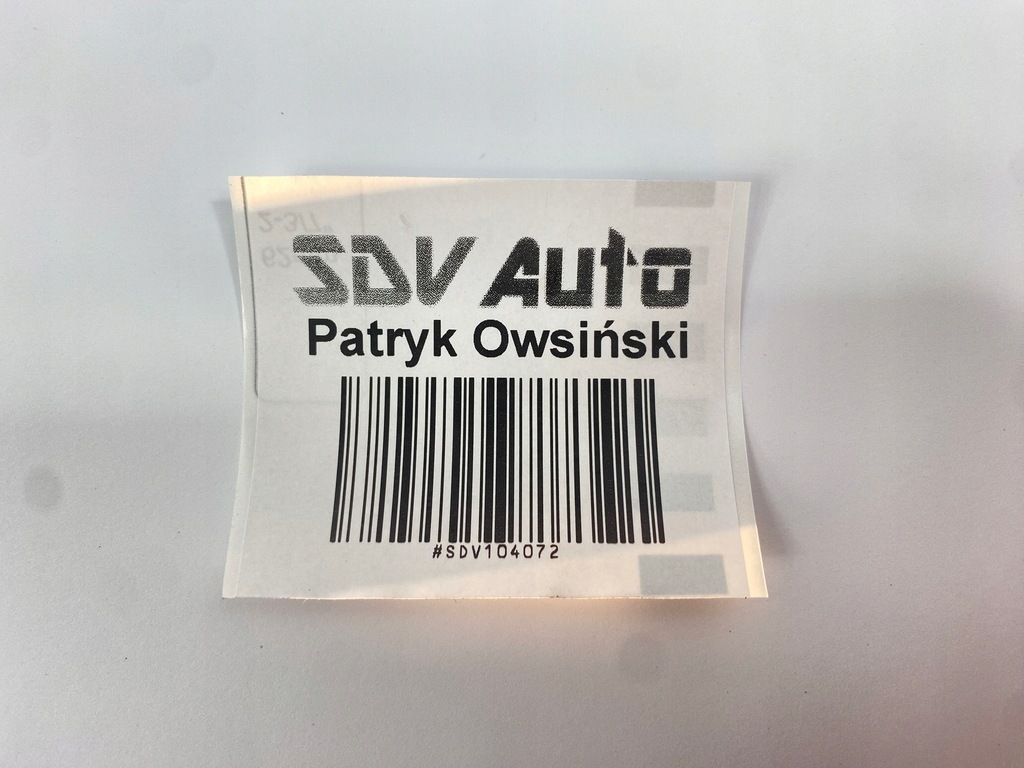 SDV Auto
Patryk Owsiński
#SDV104072